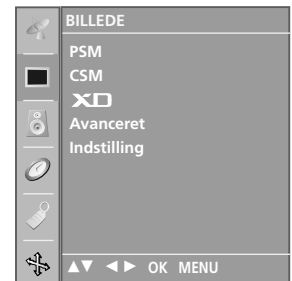 BILLEDE
PSM
CSM
XD
Avanceret
Indstilling
▲▼ ◄► OK MENU